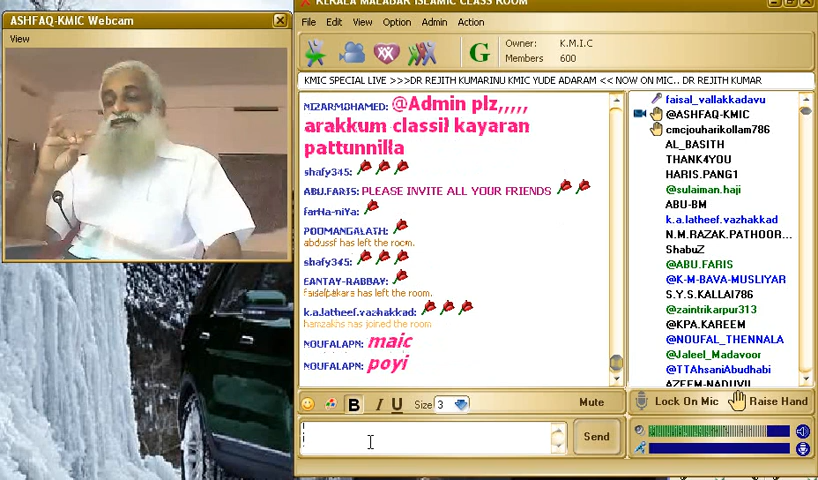 ASHFAQ-KMIC Webcam
View
KERALA MALABAR ISLAMIC CLASS ROOM
File Edit View Option Admin Action
G
Owner: K.M.I.C
Members 600
KMIC SPECIAL LIVE >>>DR REJITH KUMARINU KMIC YUDE ADARAM << NOW ON MIC.. DR REJITH KUMAR
NIZARMOHAMED: @Admin plz,,,,,
arakkum classil kayaran
pattunnilla
shafy345:
ABU.FARIS: PLEASE INVITE ALL YOUR FRIENDS
farHa-niYa:
POOMANGALATH:
abdussf has left the room.
shafy345:
EANTAY-RABBAY:
has left the room.
k.a.latheef.vazhakkad:
hamzakhs has joined the room
NOUFALAPN: maic
NOUFALAPN: poyi
faisal_vallakkadavu
@ASHFAQ-KMIC
cmcjouharikollam786
AL_BASITH
THANK4YOU
HARIS.PANG1
@sulaiman.haji
ABU-BM
k.a.latheef.vazhakkad
N.M.RAZAK.PATHOOR...
ShabuZ
@ABU.FARIS
@K-M-BAVA-MUSLIYAR
S.Y.S.KALLAI786
@zaintrikarpur313
@KPA.KAREEM
@NOUFAL_THENNALA
@Jaleel_Madavoor
@TTAhsaniAbudhabi
AZEEM-NADUVIL
B I U Size 3 Mute
Lock On Mic Raise Hand
Send